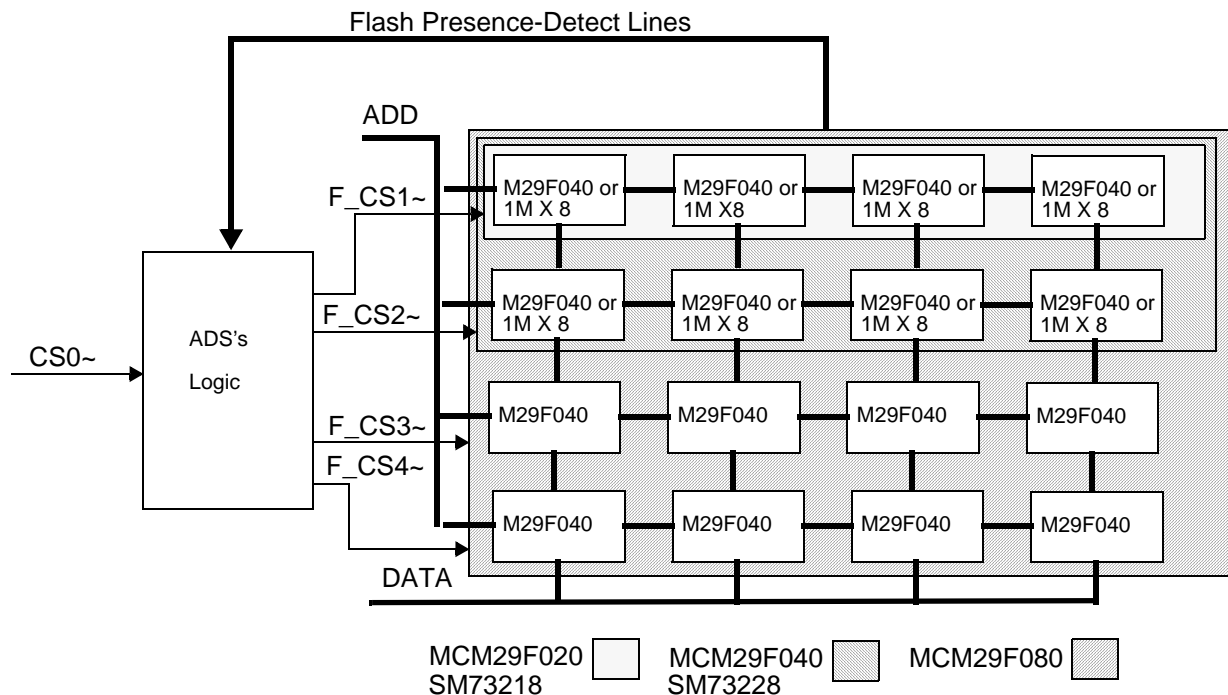 Flash Presence-Detect Lines
ADD
F_CS1~
M29F040 or
1M X 8
M29F040 or
1M X8
M29F040 or
1M X 8
M29F040 or
1M X 8
F_CS2~
M29F040 or
1M X 8
M29F040 or
1M X 8
M29F040 or
1M X 8
M29F040 or
1M X 8
CS0~
ADS's
Logic
F_CS3~
M29F040
M29F040
M29F040
M29F040
F_CS4~
M29F040
M29F040
M29F040
M29F040
DATA
MCM29F020
SM73218
MCM29F040
SM73228
MCM29F080